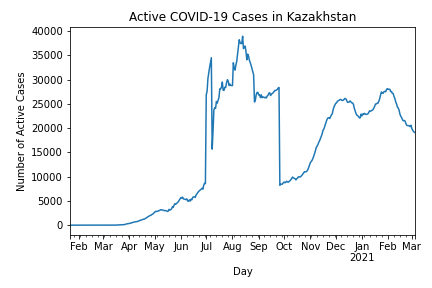 Active COVID-19 Cases in Kazakhstan
40000
35000
30000
25000
20000
15000
10000
5000
0
Number of Active Cases
Feb Mar Apr May Jun Jul Aug Sep Oct Nov Dec Jan Feb Mar
2021
Day